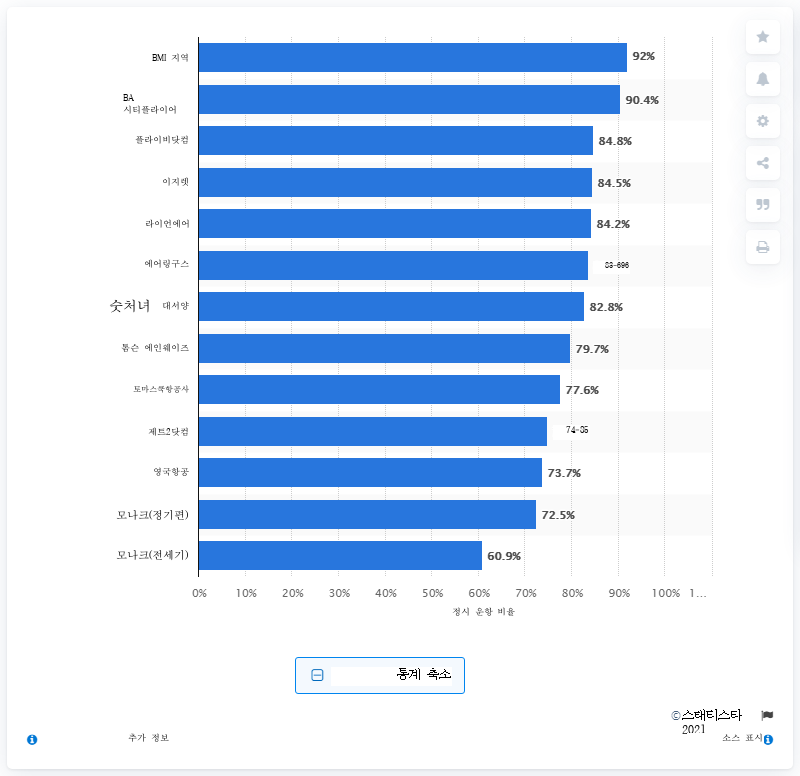 BMI 지역 92%
BA
시티플라이어 90.4%
플라이비닷컴 84.8%
이지젯 84.5%
라이언에어 84.2%
에어링구스 83-696
숫처녀 대서양 82.8%
톰슨 에인웨이즈 79.7%
토마스쿡항공사 77.6%
제트2닷컴 74-85
영국항공 73.7%
모나크(정기편) 72.5%
모나크(전세기) 60.9%
0% 10% 20% 30% 40% 50% 60% 70% 80% 90% 100% 1...
정시 운항 비율
통계 축소
©스태티스타
2021
추가 정보 소스 표시